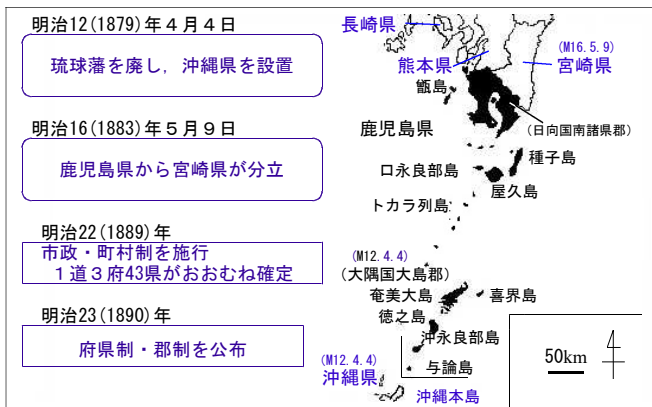 明治12(1879)年４月４日
琉球藩を廃し，沖縄県を設置
明治16(1883)年５月９日
鹿児島県から宮崎県が分立
明治22(1889)年
市政・町村制を施行
１道３府43県がおおむね確定
明治23(1890)年
府県制・郡制を公布
長崎県
(M16.5.9)
熊本県
宮崎県
甑島
鹿児島県
(日向国南諸県郡)
種子島
口永良部島
屋久島
トカラ列島
(M12.4.4)
(大隅国大島郡)
奄美大島
喜界島
徳之島
沖永良部島
与論島
(M12.4.4)
沖縄県
沖縄本島
50km